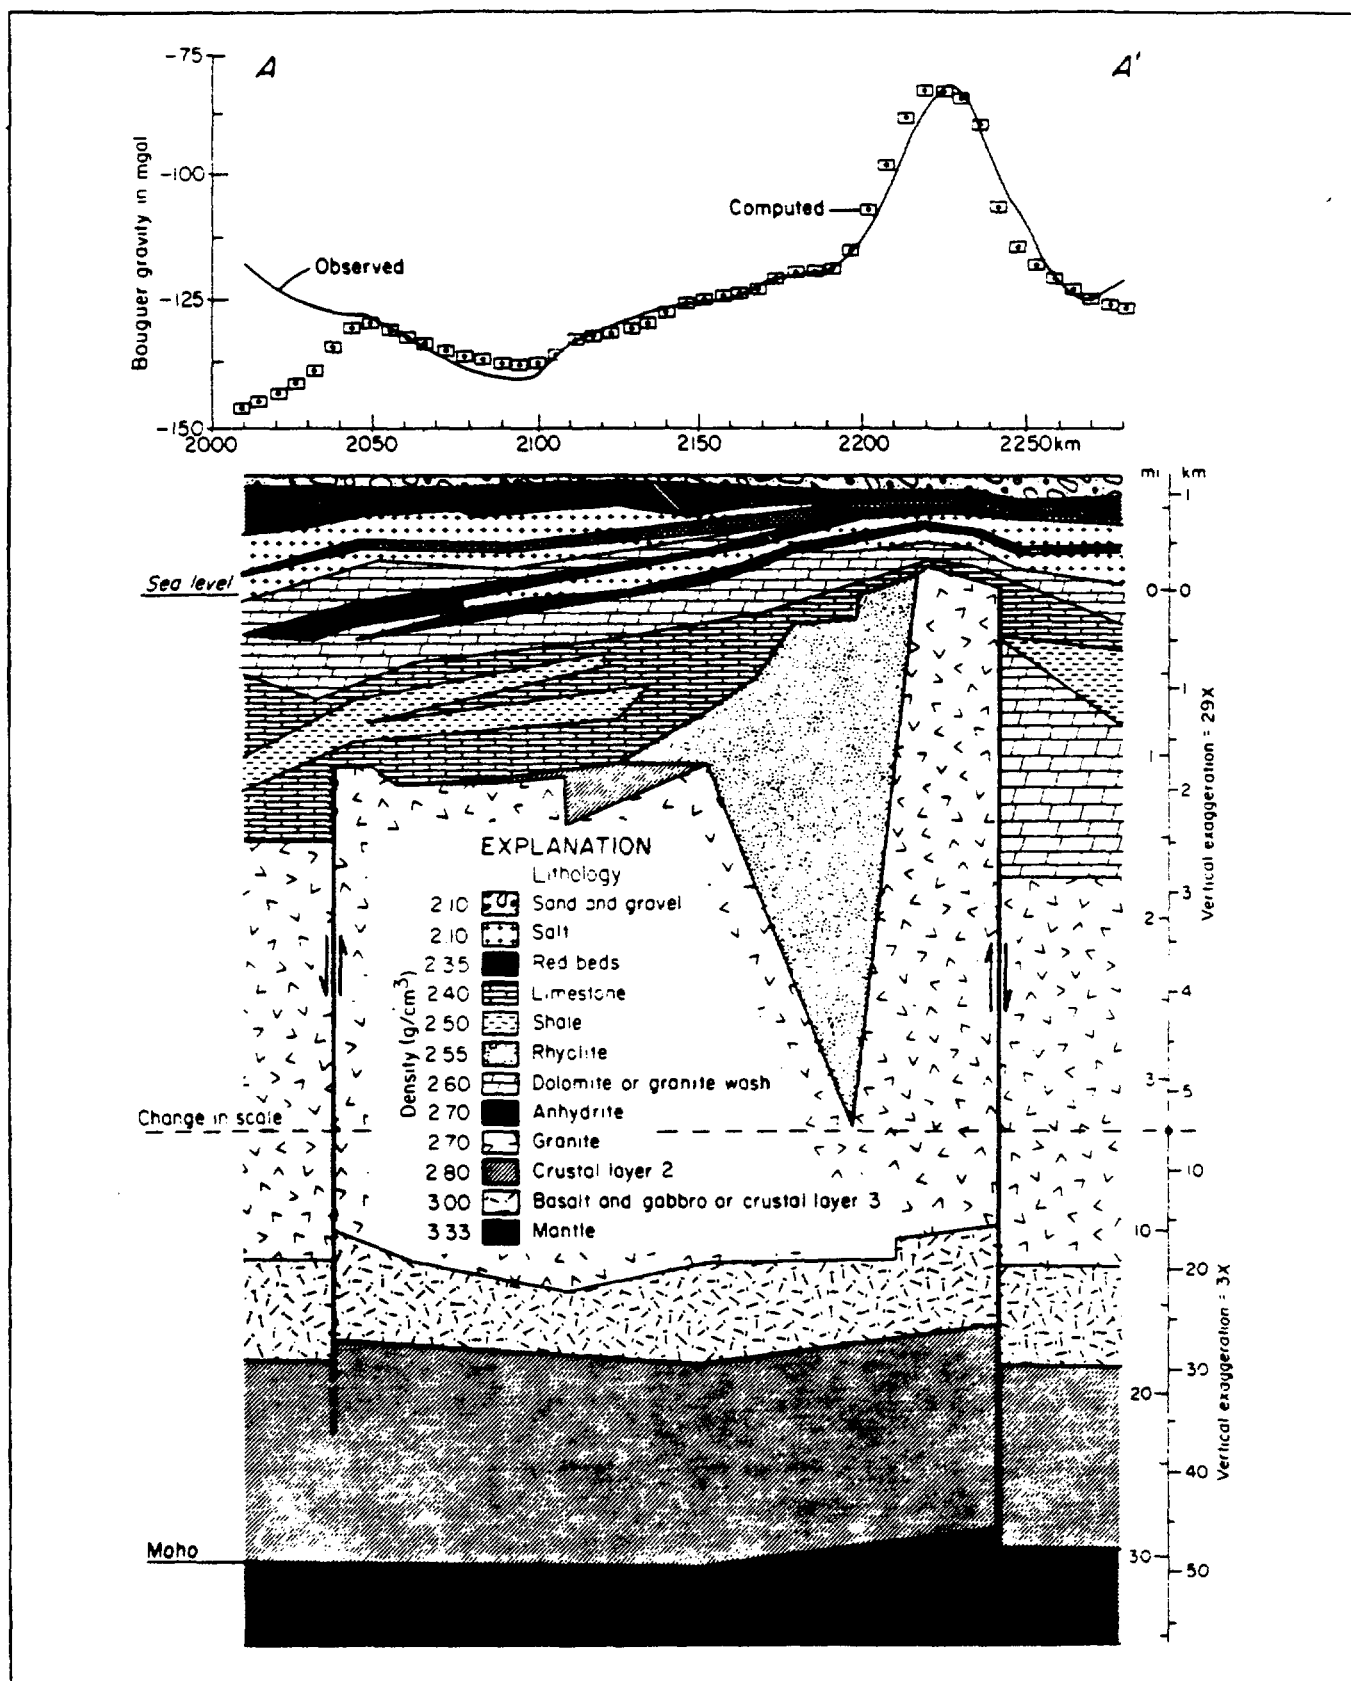 A
A'
-75
-100
-125
-150
Bouguer gravity in mgal
Computed
Observed
2000
2050
2100
2150
2200
2250 km
mi
km
1
Sea level
0
0
1
1
2
3
2
4
3
5
Vertical exaggeration = 29X
EXPLANATION
Lithology
Density (g/cm³)
2.10 Sand and gravel
2.10 Salt
2.35 Red beds
2.40 Limestone
2.50 Shale
2.55 Rhyolite
2.60 Dolomite or granite wash
2.70 Anhydrite
2.70 Granite
2.80 Crustal layer 2
3.00 Basalt and gabbro or crustal layer 3
3.33 Mantle
Change in scale
10
10
20
30
20
40
30
50
Vertical exaggeration = 3X
Moho